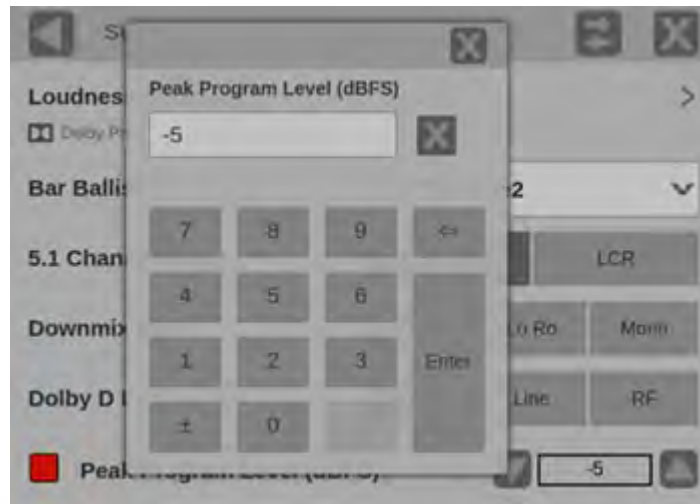 S
Loudnes
Peak Program Level (dBFS)
-5
Bar Ballis
2
7 8 9 ⇦
5.1 Chan
LCR
4 5 6
Downmix
Lo Ro Mono
1 2 3 Enter
Dolby D
Line RF
± 0
-5